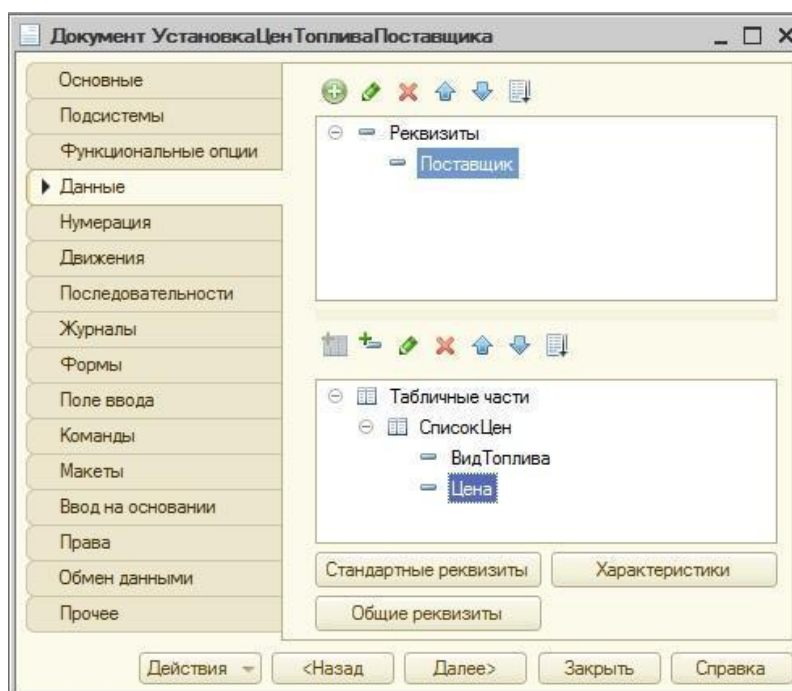 Документ УстановкаЦенТопливаПоставщика
Основные
Подсистемы
Функциональные опции
Данные
Нумерация
Движения
Последовательности
Журналы
Формы
Поле ввода
Команды
Макеты
Ввод на основании
Права
Обмен данными
Прочее
Реквизиты
Поставщик
Табличные части
СписокЦен
ВидТоплива
Цена
Стандартные реквизиты
Характеристики
Общие реквизиты
Действия
<Назад
Далее>
Закрыть
Справка